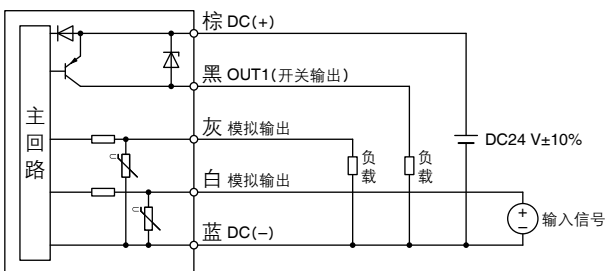 棕 DC(+)
黑 OUT1(开关输出)
主回路
灰 模拟输出
DC24 V±10%
负载
负载
白 模拟输出
+
−
输入信号
蓝 DC(−)